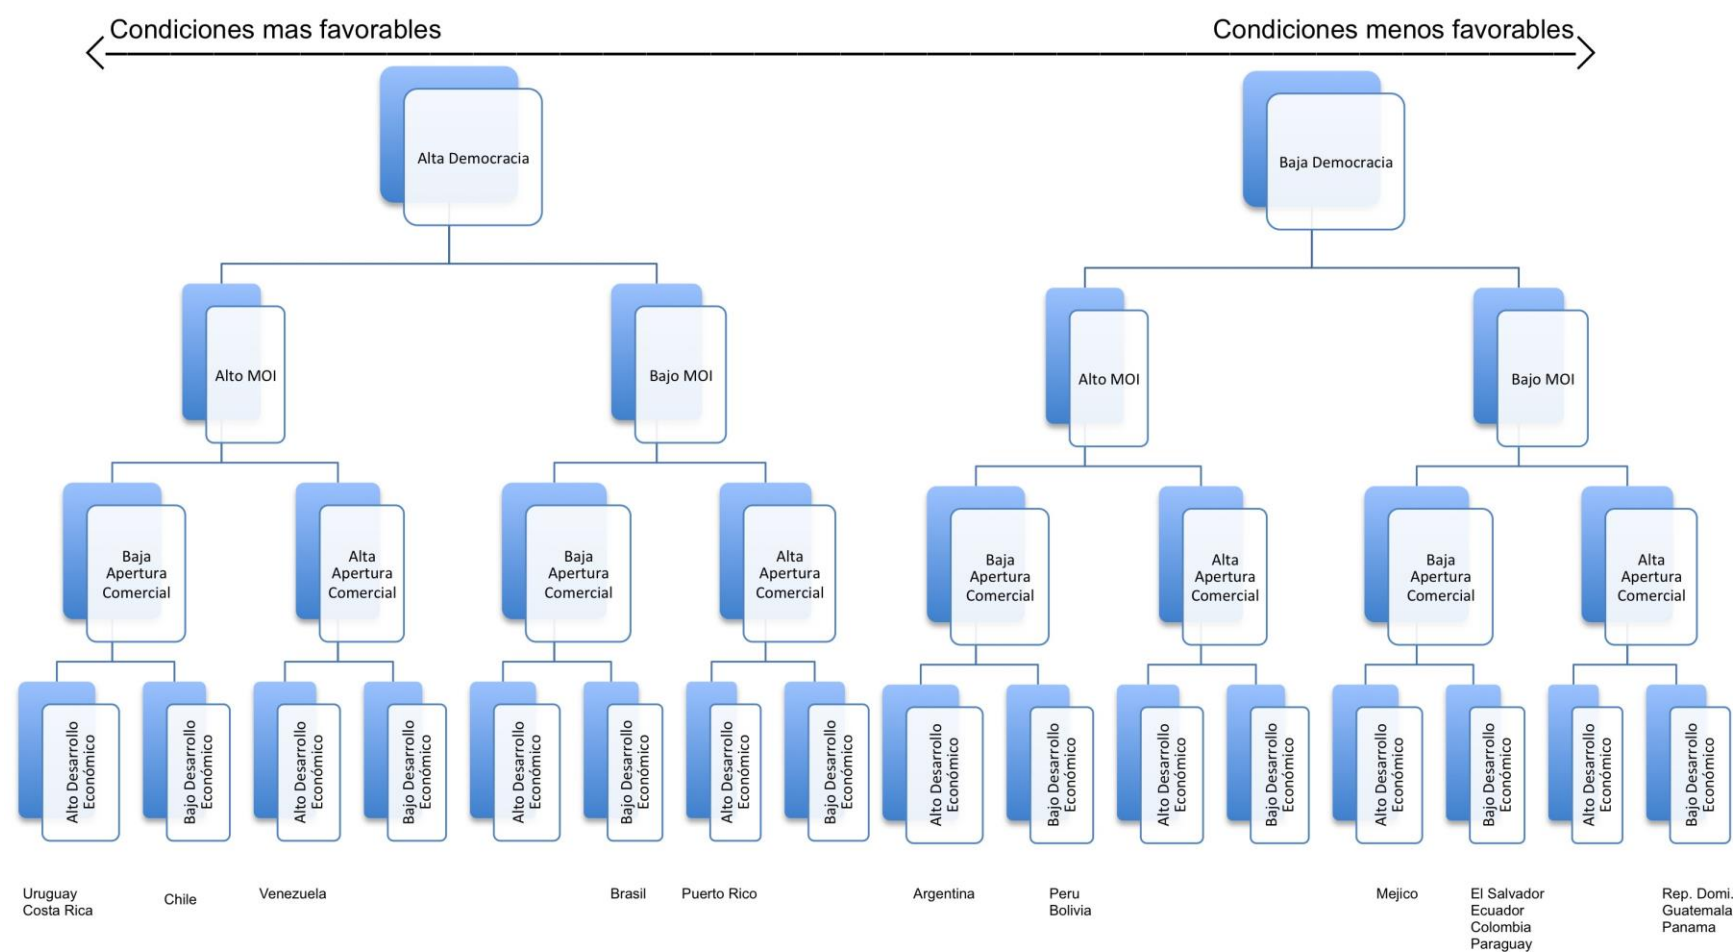 Condiciones mas favorables
Condiciones menos favorables
Alta Democracia
Baja Democracia
Alto MOI
Bajo MOI
Alto MOI
Bajo MOI
Baja
Apertura
Comercial
Alta
Apertura
Comercial
Baja
Apertura
Comercial
Alta
Apertura
Comercial
Baja
Apertura
Comercial
Alta
Apertura
Comercial
Baja
Apertura
Comercial
Alta
Apertura
Comercial
Alto Desarrollo
Económico
Bajo Desarrollo
Económico
Alto Desarrollo
Económico
Bajo Desarrollo
Económico
Alto Desarrollo
Económico
Bajo Desarrollo
Económico
Alto Desarrollo
Económico
Bajo Desarrollo
Económico
Alto Desarrollo
Económico
Bajo Desarrollo
Económico
Alto Desarrollo
Económico
Bajo Desarrollo
Económico
Alto Desarrollo
Económico
Bajo Desarrollo
Económico
Alto Desarrollo
Económico
Bajo Desarrollo
Económico
Uruguay
Costa Rica
Chile
Venezuela
Brasil
Puerto Rico
Argentina
Peru
Bolivia
Mejico
El Salvador
Ecuador
Colombia
Paraguay
Rep. Domi.
Guatemala
Panama